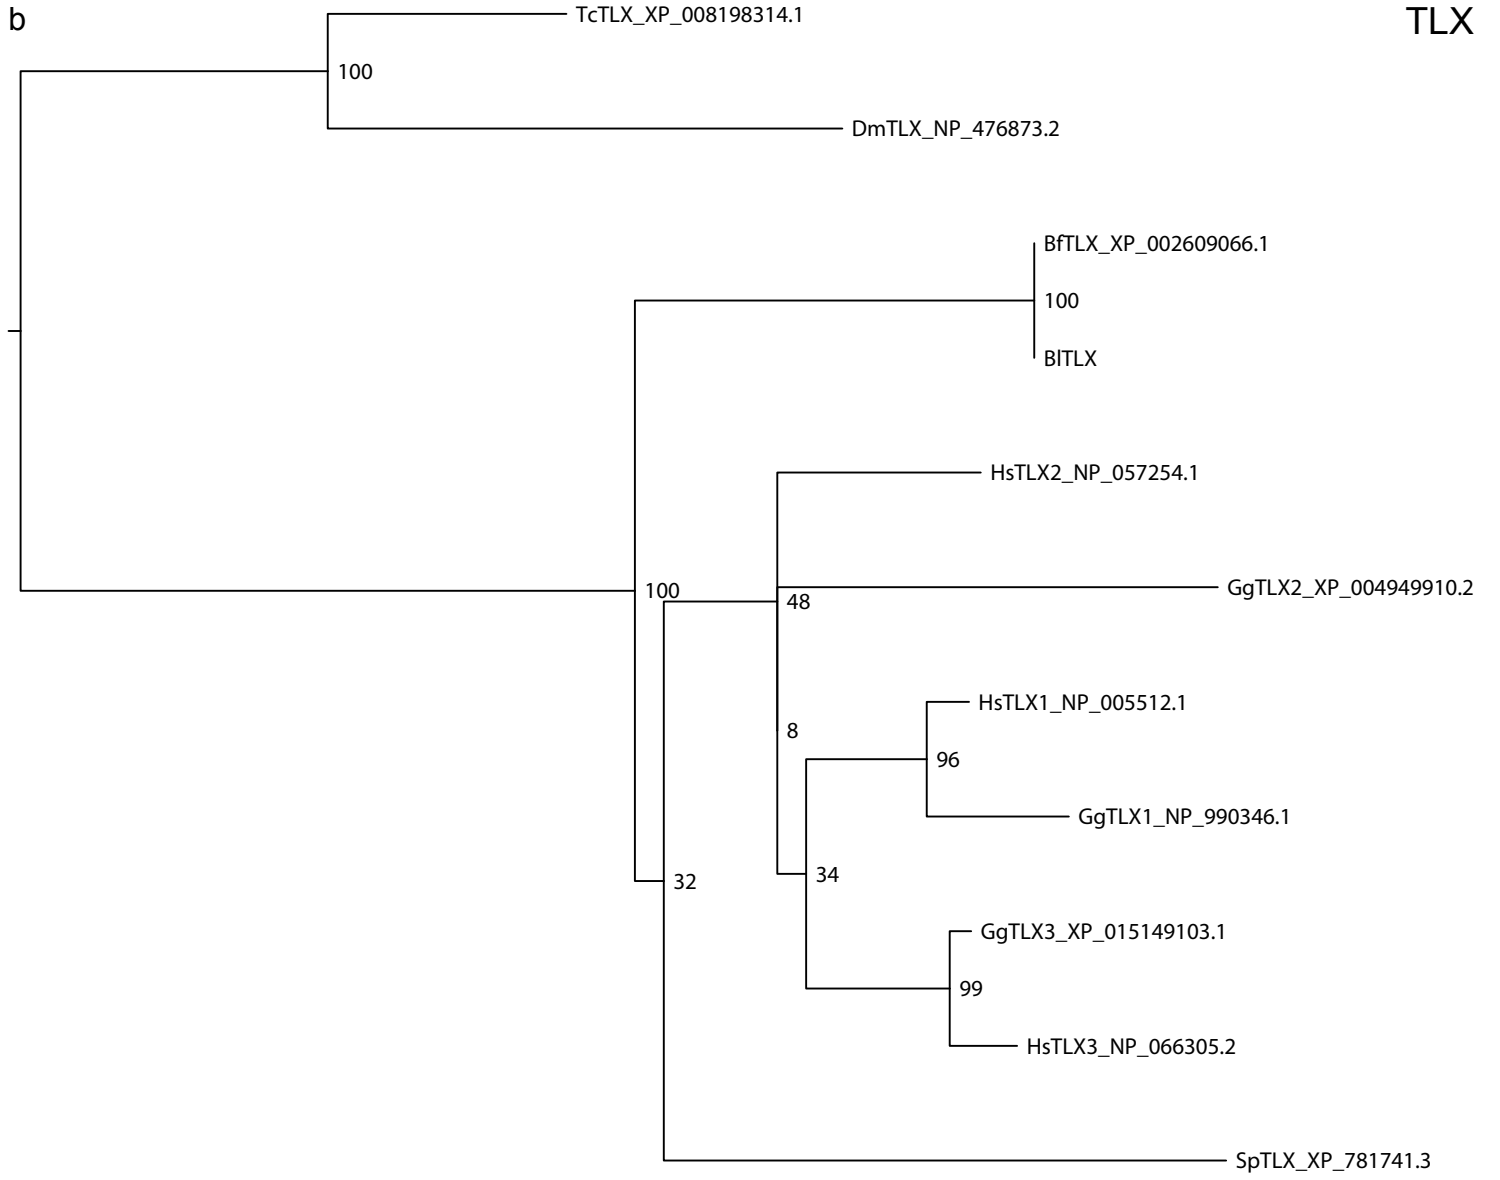 b
TLX
TcTLX_XP_008198314.1
100
DmTLX_NP_476873.2
BfTLX_XP_002609066.1
100
BlTLX
HsTLX2_NP_057254.1
GgTLX2_XP_004949910.2
100
48
HsTLX1_NP_005512.1
8
96
GgTLX1_NP_990346.1
34
32
GgTLX3_XP_015149103.1
99
HsTLX3_NP_066305.2
SpTLX_XP_781741.3